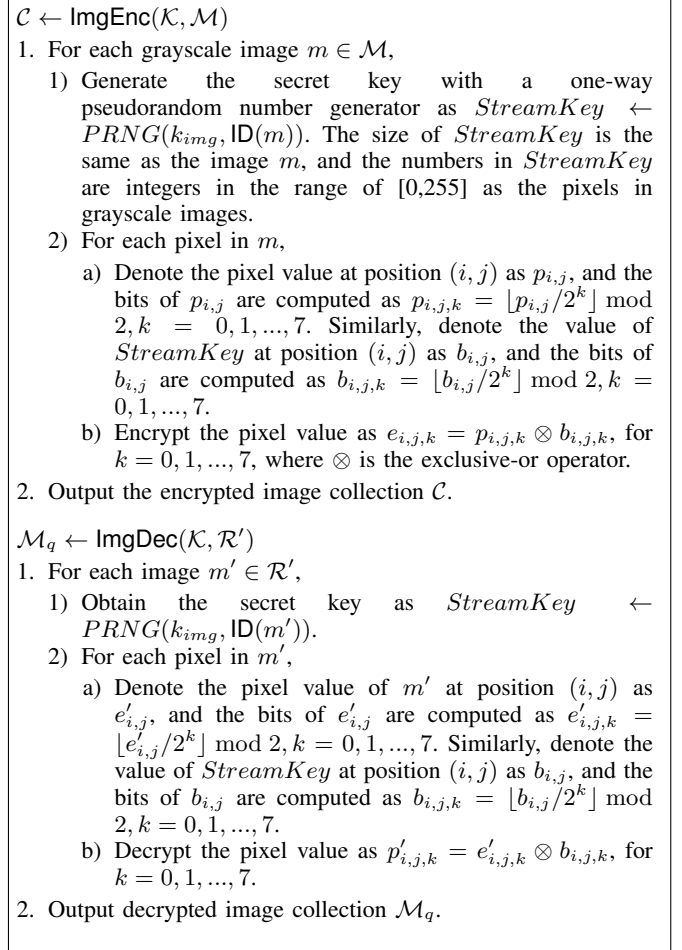 C ← ImgEnc(K, M)
1. For each grayscale image m ∈ M,
1) Generate the secret key with a one-way
pseudorandom number generator as StreamKey ←
PRNG(k_{img}, ID(m)). The size of StreamKey is the
same as the image m, and the numbers in StreamKey
are integers in the range of [0,255] as the pixels in
grayscale images.
2) For each pixel in m,
a) Denote the pixel value at position (i, j) as p_{i,j}, and the
bits of p_{i,j} are computed as p_{i,j,k} = ⌊p_{i,j}/2^k⌋ mod
2, k = 0, 1, ..., 7. Similarly, denote the value of
StreamKey at position (i, j) as b_{i,j}, and the bits of
b_{i,j} are computed as b_{i,j,k} = ⌊b_{i,j}/2^k⌋ mod 2, k =
0, 1, ..., 7.
b) Encrypt the pixel value as e_{i,j,k} = p_{i,j,k} ⊗ b_{i,j,k}, for
k = 0, 1, ..., 7, where ⊗ is the exclusive-or operator.
2. Output the encrypted image collection C.
M_q ← ImgDec(K, R′)
1. For each image m′ ∈ R′,
1) Obtain the secret key as StreamKey ←
PRNG(k_{img}, ID(m′)).
2) For each pixel in m′,
a) Denote the pixel value of m′ at position (i, j) as
e′_{i,j}, and the bits of e′_{i,j} are computed as e′_{i,j,k} =
⌊e′_{i,j}/2^k⌋ mod 2, k = 0, 1, ..., 7. Similarly, denote the
value of StreamKey at position (i, j) as b_{i,j}, and the
bits of b_{i,j} are computed as b_{i,j,k} = ⌊b_{i,j}/2^k⌋ mod
2, k = 0, 1, ..., 7.
b) Decrypt the pixel value as p′_{i,j,k} = e′_{i,j,k} ⊗ b_{i,j,k}, for
k = 0, 1, ..., 7.
2. Output decrypted image collection M_q.